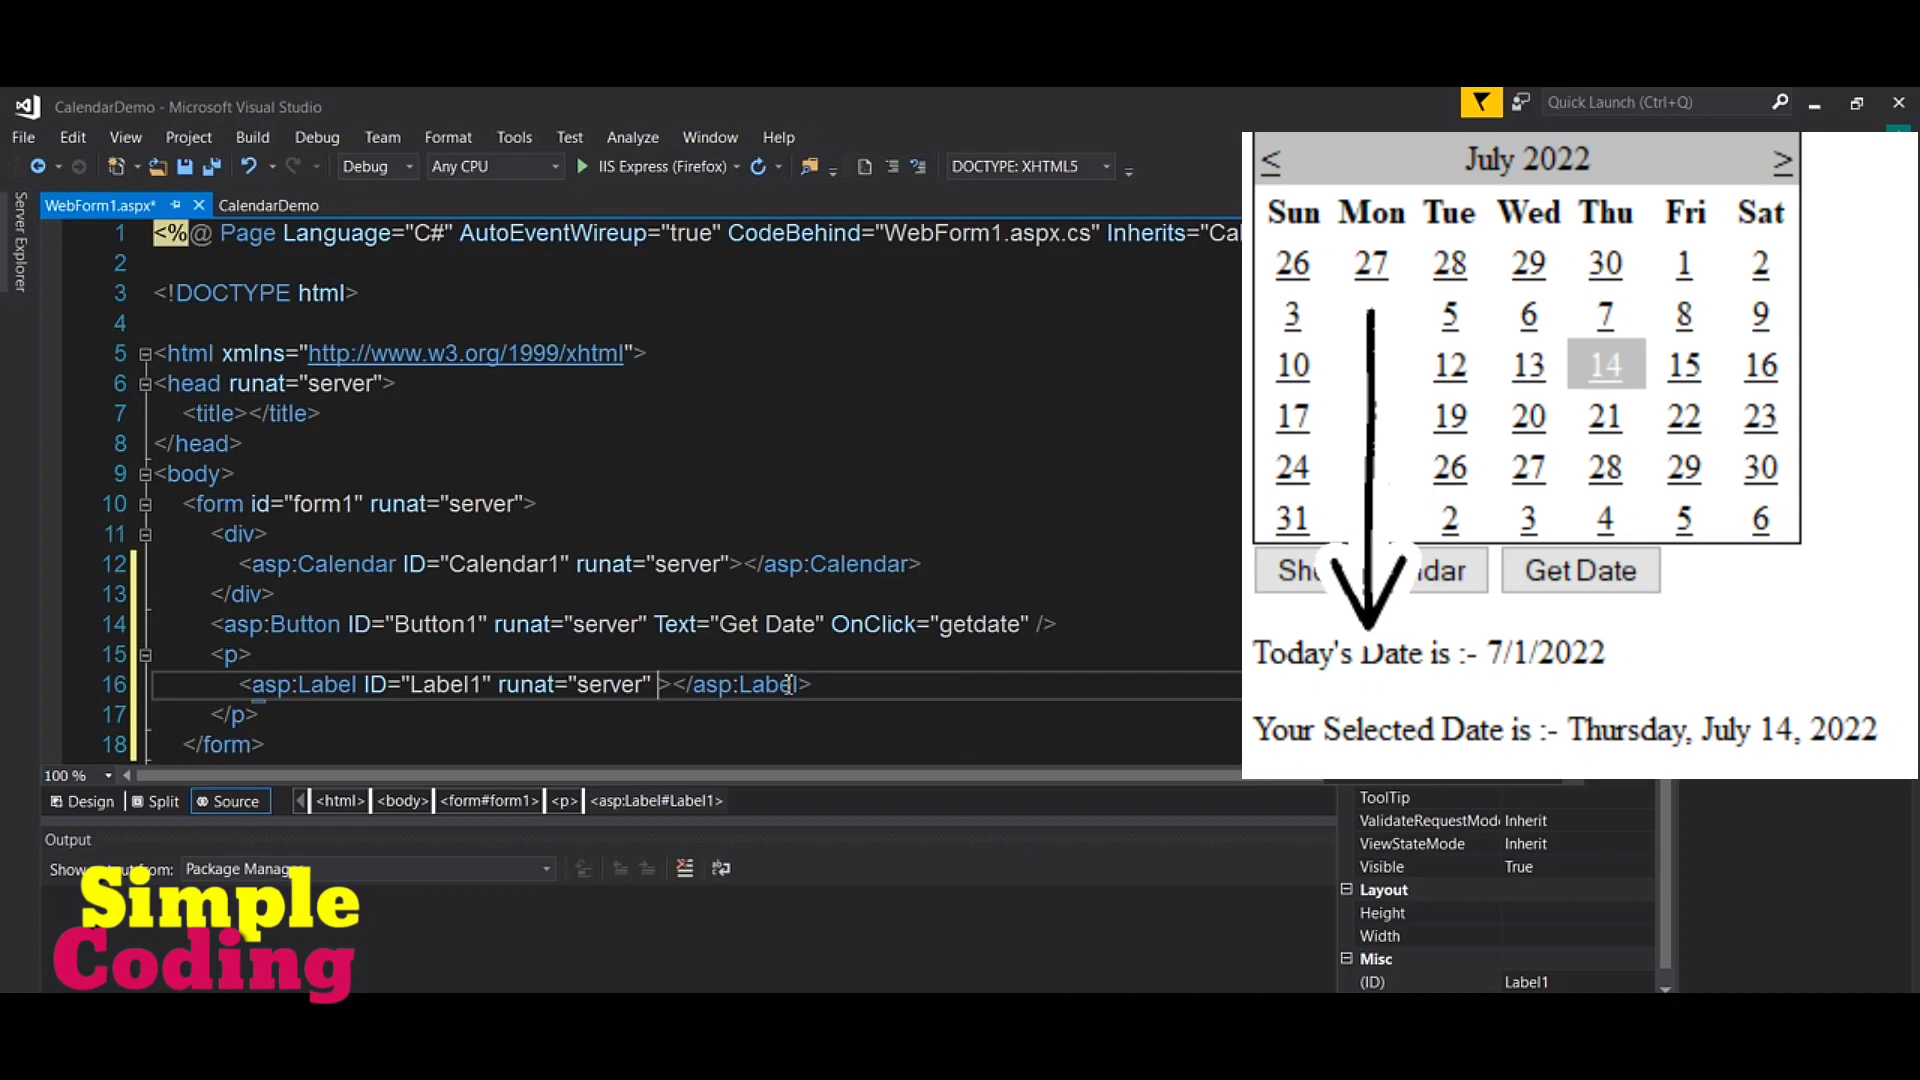 CalendarDemo - Microsoft Visual Studio
Quick Launch (Ctrl+Q)
File Edit View Project Build Debug Team Format Tools Test Analyze Window Help
Debug Any CPU IIS Express (Firefox) DOCTYPE: XHTML5
Server Explorer
WebForm1.aspx* CalendarDemo
1 <%@ Page Language="C#" AutoEventWireup="true" CodeBehind="WebForm1.aspx.cs" Inherits="Cal
2
3 <!DOCTYPE html>
4
5 <html xmlns="http://www.w3.org/1999/xhtml">
6 <head runat="server">
7 <title></title>
8 </head>
9 <body>
10 <form id="form1" runat="server">
11 <div>
12 <asp:Calendar ID="Calendar1" runat="server"></asp:Calendar>
13 </div>
14 <asp:Button ID="Button1" runat="server" Text="Get Date" OnClick="getdate" />
15 <p>
16 <asp:Label ID="Label1" runat="server" ></asp:Label>
17 </p>
18 </form>
100 %
Design Split Source <html> <body> <form#form1> <p> <asp:Label#Label1>
Output
Package Manager
Simple
Coding
< July 2022 >
Sun Mon Tue Wed Thu Fri Sat
26 27 28 29 30 1 2
3 5 6 7 8 9
10 12 13 14 15 16
17 19 20 21 22 23
24 26 27 28 29 30
31 2 3 4 5 6
Get Date
Today's Date is :- 7/1/2022
Your Selected Date is :- Thursday, July 14, 2022
ToolTip
ValidateRequestMod Inherit
ViewStateMode Inherit
Visible True
Layout
Height
Width
Misc
(ID) Label1